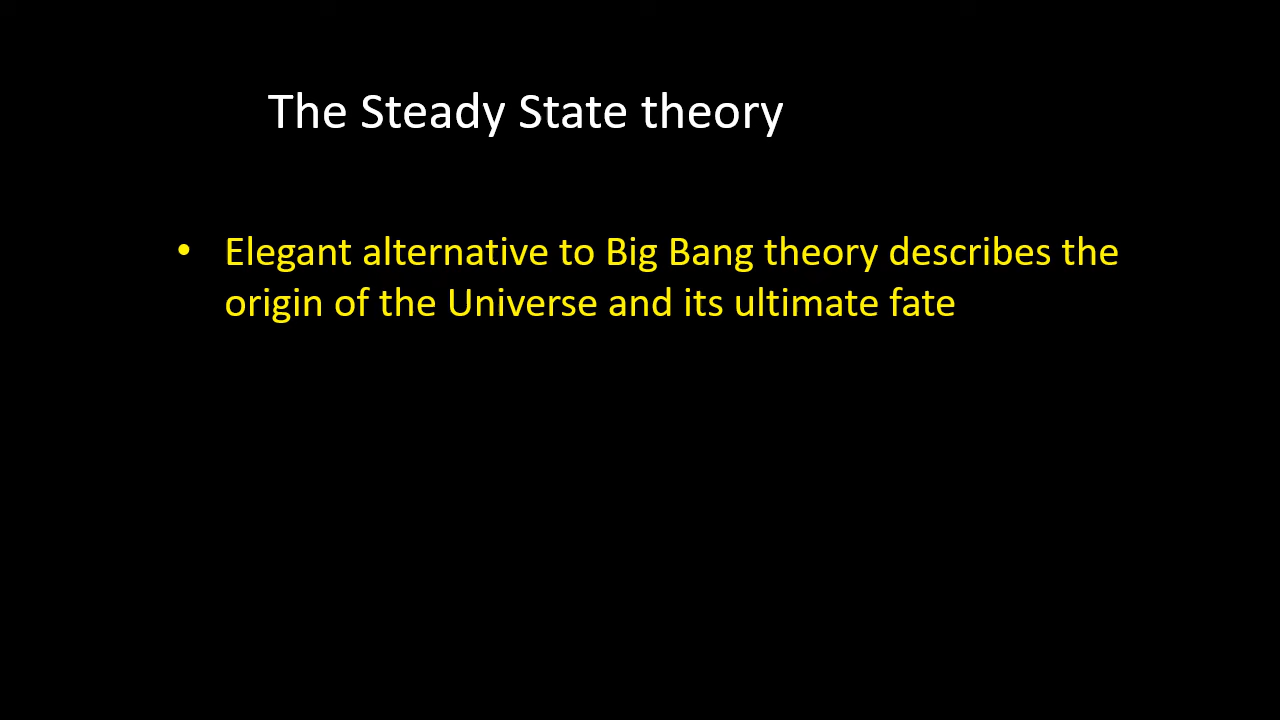 The Steady State theory
• Elegant alternative to Big Bang theory describes the
origin of the Universe and its ultimate fate